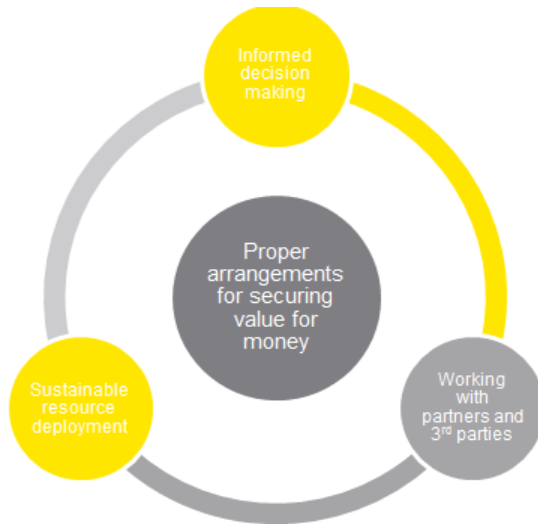 Informed
decision
making
Proper
arrangements
for securing
value for
money
Sustainable
resource
deployment
Working
with
partners and
3rd parties